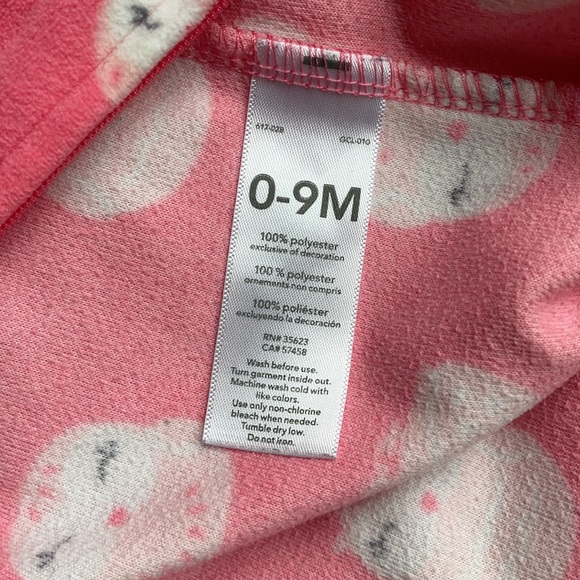 617-028 GCL-010
0-9M
100% polyester
exclusive of decoration
100 % polyester
ornements non compris
100% poliéster
excluyendo la decoración
RN# 35623
CA# 57458
Wash before use.
Turn garment inside out.
Machine wash cold with
like colors.
Use only non-chlorine
bleach when needed.
Tumble dry low.
Do not iron.